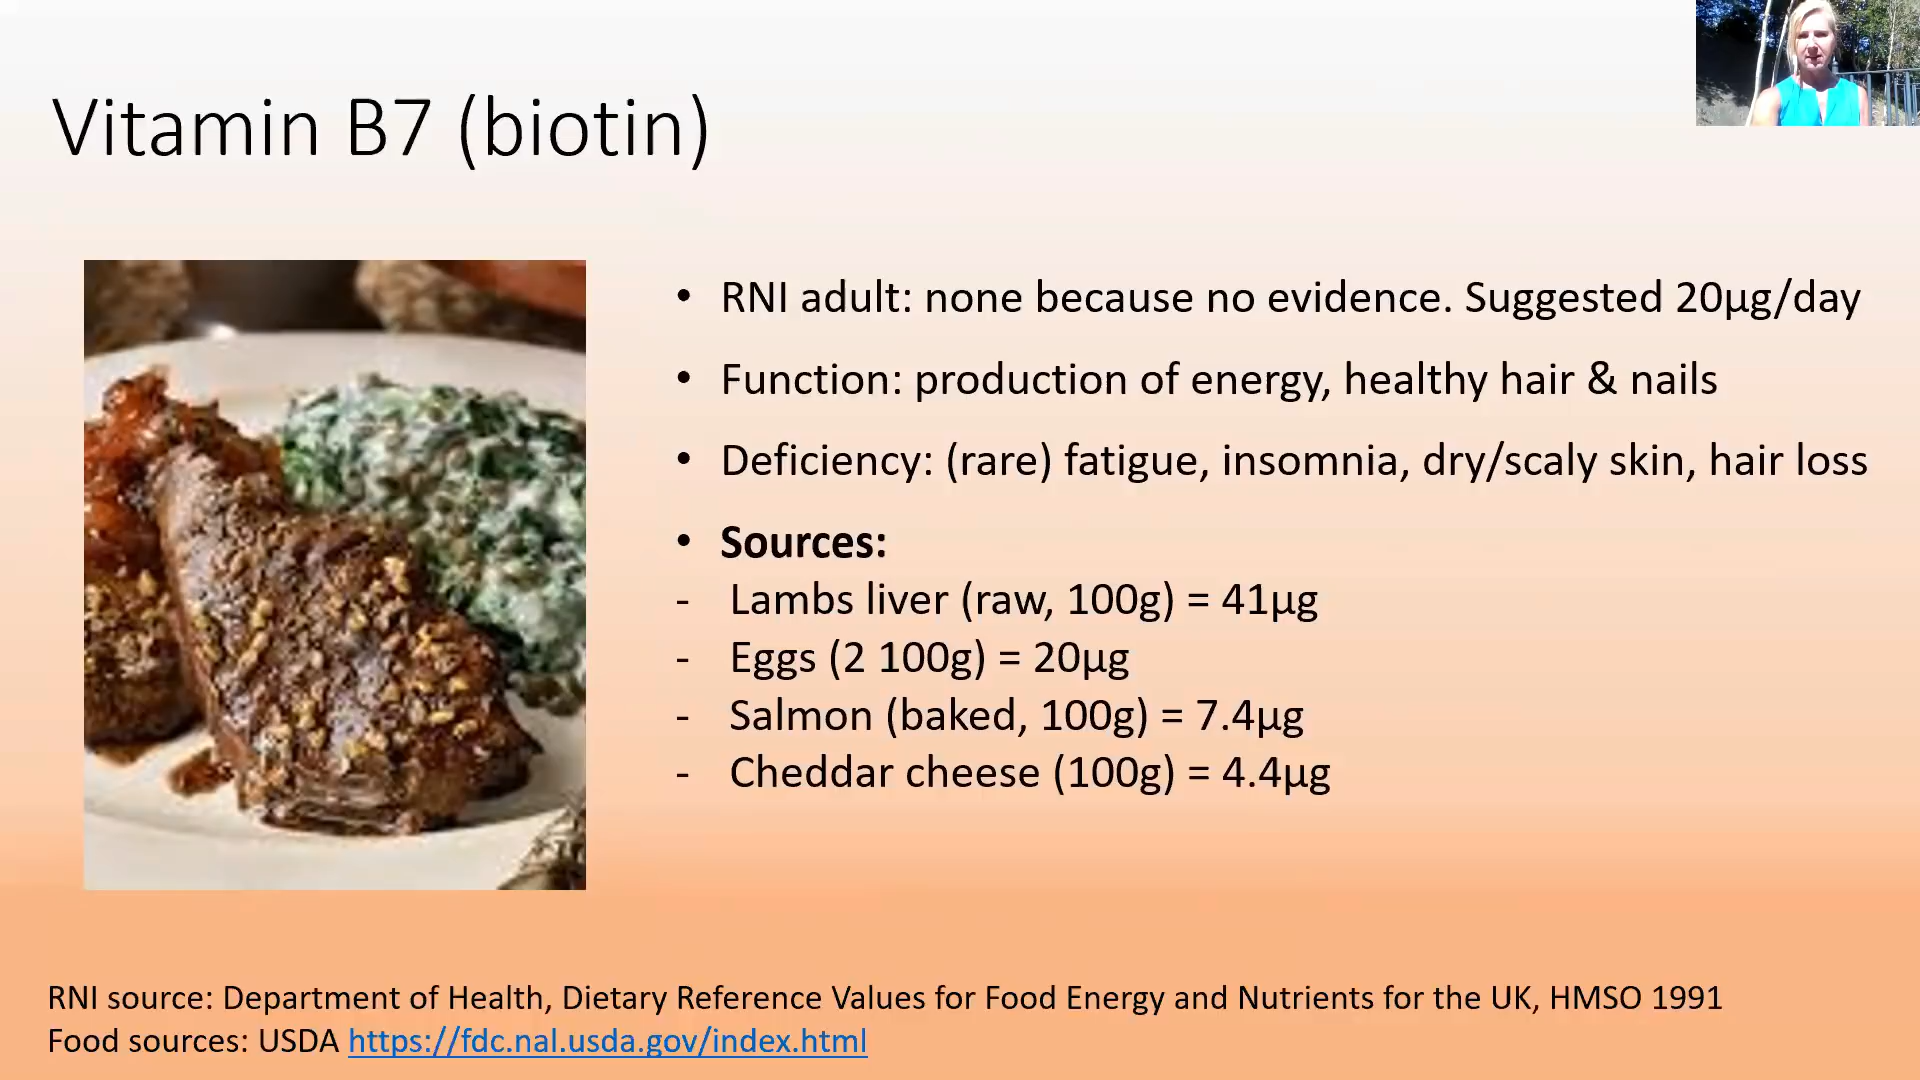 Vitamin B7 (biotin)
• RNI adult: none because no evidence. Suggested 20µg/day
• Function: production of energy, healthy hair & nails
• Deficiency: (rare) fatigue, insomnia, dry/scaly skin, hair loss
• Sources:
- Lambs liver (raw, 100g) = 41µg
- Eggs (2 100g) = 20µg
- Salmon (baked, 100g) = 7.4µg
- Cheddar cheese (100g) = 4.4µg
RNI source: Department of Health, Dietary Reference Values for Food Energy and Nutrients for the UK, HMSO 1991
Food sources: USDA https://fdc.nal.usda.gov/index.html